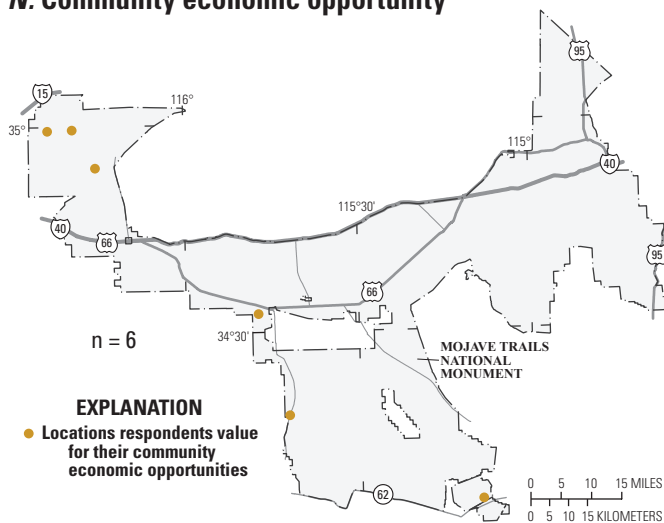 N. Community economic opportunity
95
15
116°
35°
115°
40
115°30'
40
66
95
66
34°30'
n = 6
MOJAVE TRAILS
NATIONAL
MONUMENT
EXPLANATION
Locations respondents value
for their community
economic opportunities
62
0 5 10 15 MILES
0 5 10 15 KILOMETERS